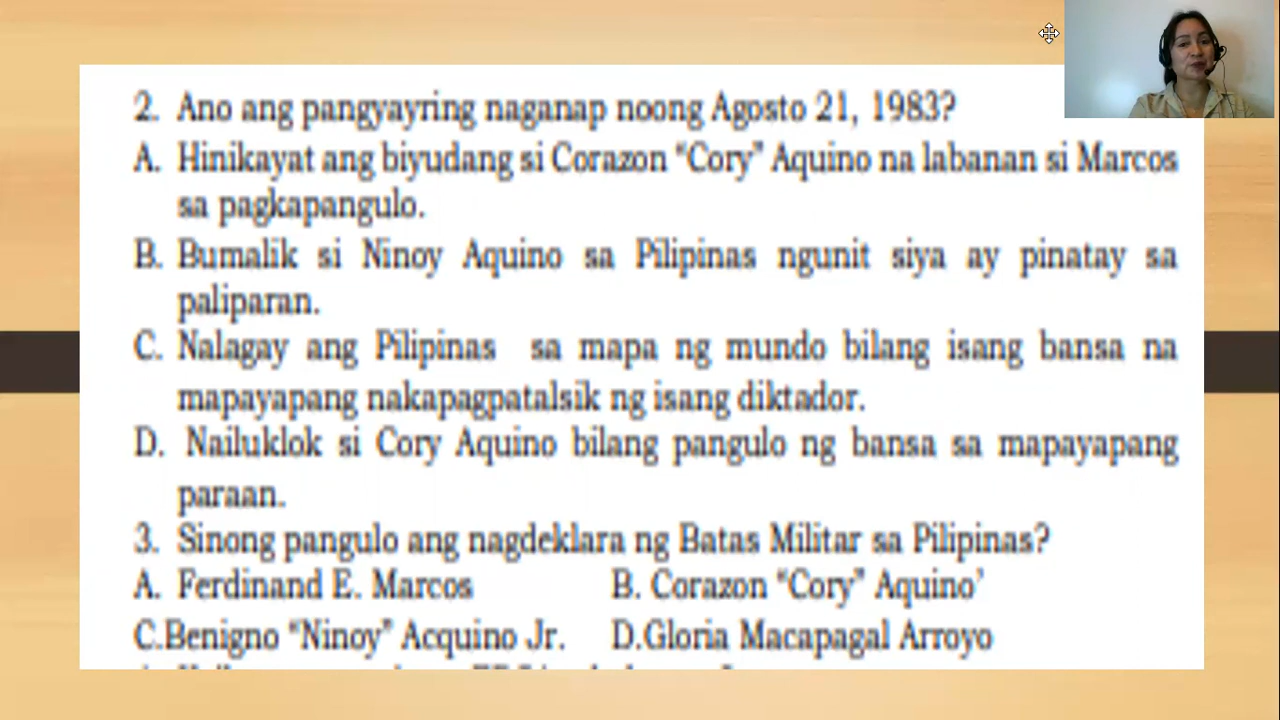 2. Ano ang pangyayring naganap noong Agosto 21, 1983?
A. Hinikayat ang biyudang si Corazon “Cory” Aquino na labanan si Marcos
sa pagkapangulo.
B. Bumalik si Ninoy Aquino sa Pilipinas ngunit siya ay pinatay sa
paliparan.
C. Nalagay ang Pilipinas sa mapa ng mundo bilang isang bansa na
mapayapang nakapagpatalsik ng isang diktador.
D. Nailuklok si Cory Aquino bilang pangulo ng bansa sa mapayapang
paraan.
3. Sinong pangulo ang nagdeklara ng Batas Militar sa Pilipinas?
A. Ferdinand E. Marcos B. Corazon “Cory” Aquino’
C.Benigno “Ninoy” Acquino Jr. D.Gloria Macapagal Arroyo